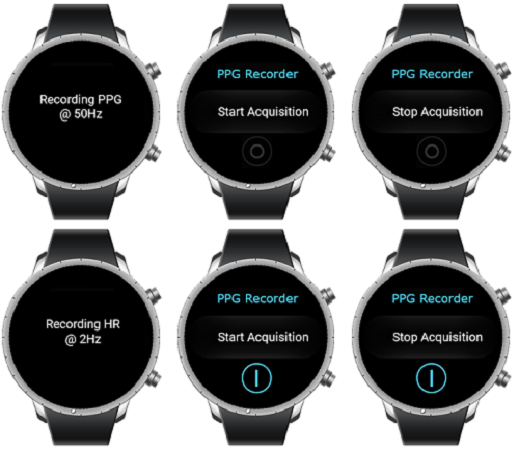 Recording PPG
@ 50Hz
PPG Recorder
Start Acquisition
PPG Recorder
Stop Acquisition
Recording HR
@ 2Hz
PPG Recorder
Start Acquisition
PPG Recorder
Stop Acquisition